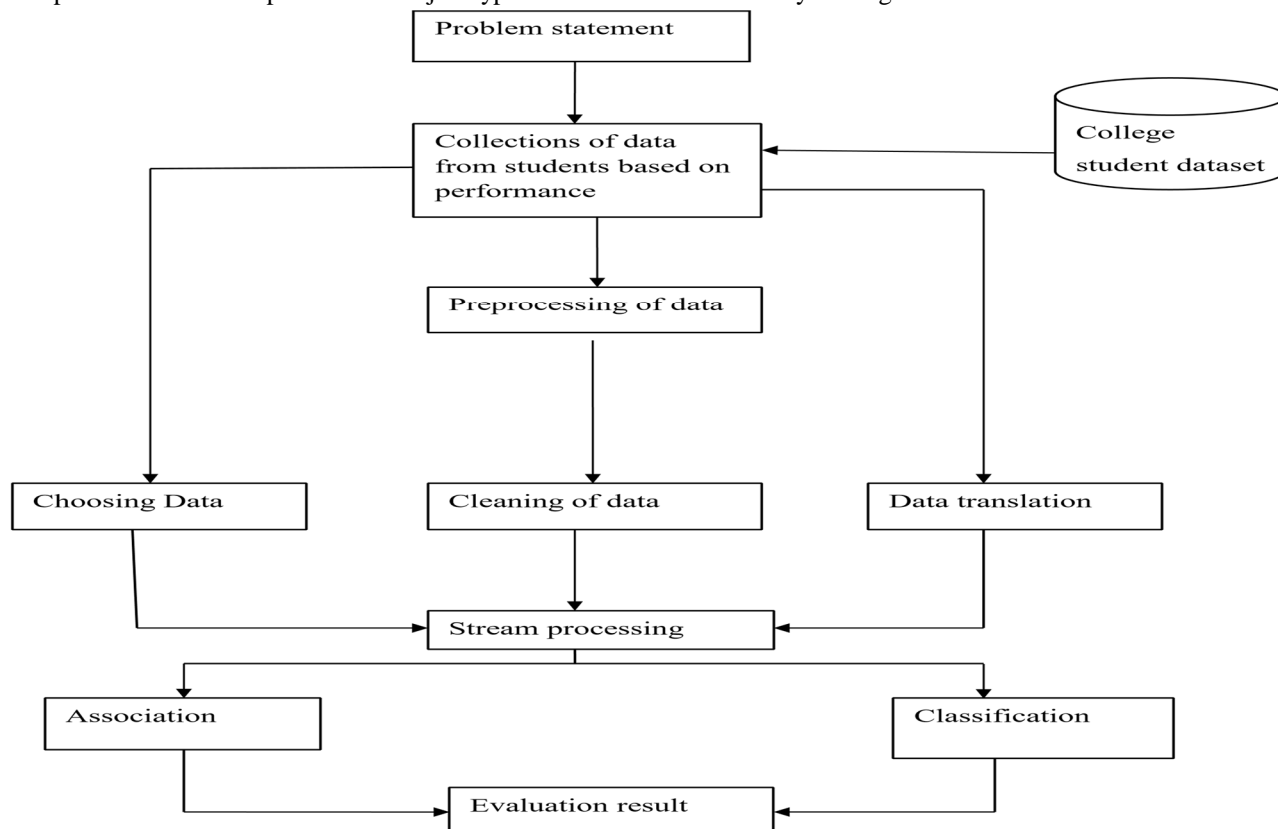 Problem statement
Collections of data
from students based on
performance
College
student dataset
Preprocessing of data
Choosing Data
Cleaning of data
Data translation
Stream processing
Association
Classification
Evaluation result